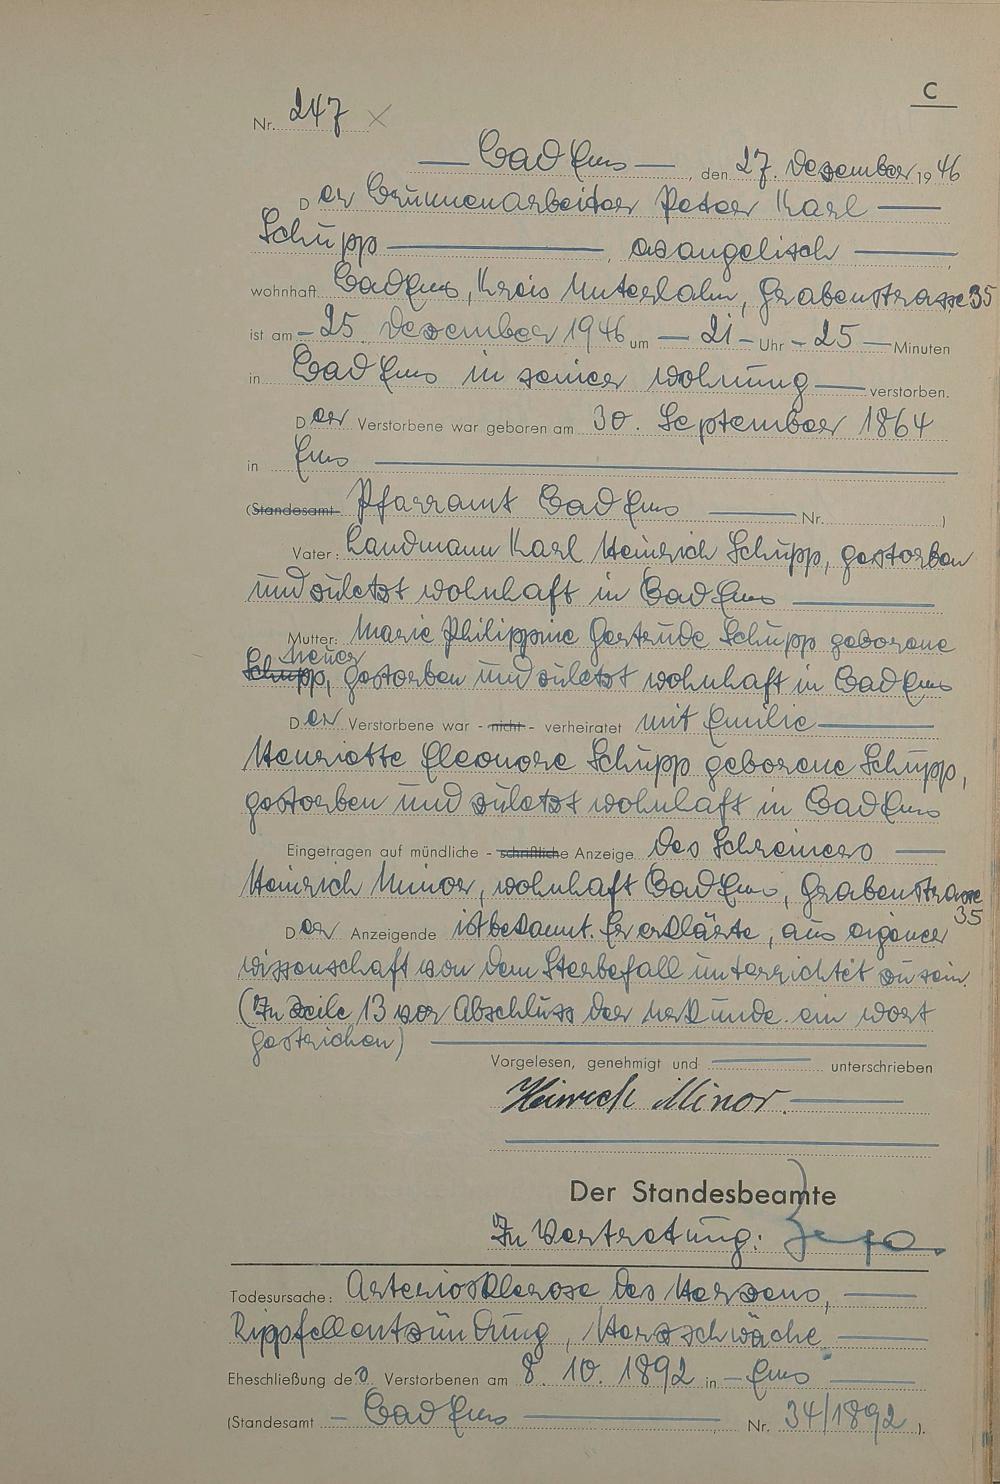 C
Nr. 247
Bad Ems, den 27. Dezember 1946
Der Brunnenarbeiter Peter Karl
Schupp, evangelisch,
wohnhaft Bad Ems, Kreis Unterlahn, Grabenstrasse 35
ist am 25. Dezember 1946 um 21 Uhr 25 Minuten
in Bad Ems in seiner Wohnung verstorben.
Der Verstorbene war geboren am 30. September 1864
in Ems
(Standesamt Pfarramt Bad Ems Nr. )
Vater: Landmann Karl Heinrich Schupp, gestorben
und zuletzt wohnhaft in Bad Ems
Mutter: Marie Philippine Gertrude Schupp geborene
Schupp, gestorben und zuletzt wohnhaft in Bad Ems
Der Verstorbene war - nicht - verheiratet mit Emilie
Henriette Eleonore Schupp geborene Schupp,
gestorben und zuletzt wohnhaft in Bad Ems
Eingetragen auf mündliche - schriftliche Anzeige des Schreiners
Heinrich Minor, wohnhaft Bad Ems, Grabenstrasse
35
Der Anzeigende ist bekannt. Er erklärte, aus eigener
Wissenschaft von dem Sterbefall unterrichtet zu sein.
(In Zeile 13 vor Abschluss der Urkunde ein Wort
gestrichen)
Vorgelesen, genehmigt und unterschrieben
Heinrich Minor.
Der Standesbeamte
In Vertretung:
Todesursache: Arteriosklerose des Herzens,
Rippfellentzündung, Herzschwäche
Eheschließung des Verstorbenen am 8. 10. 1892 in Ems
(Standesamt Bad Ems Nr. 34/1892 ).